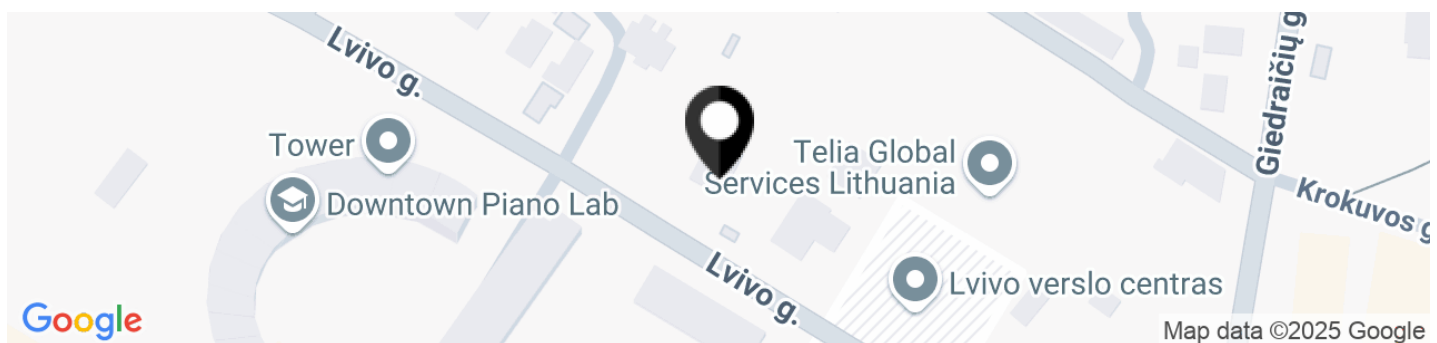 Lvivo g.
Giedraičių g
Tower
Telia Global
Services Lithuania
Downtown Piano Lab
Krokuvos g
Lvivo g.
Lvivo verslo centras
Google
Map data ©2025 Google